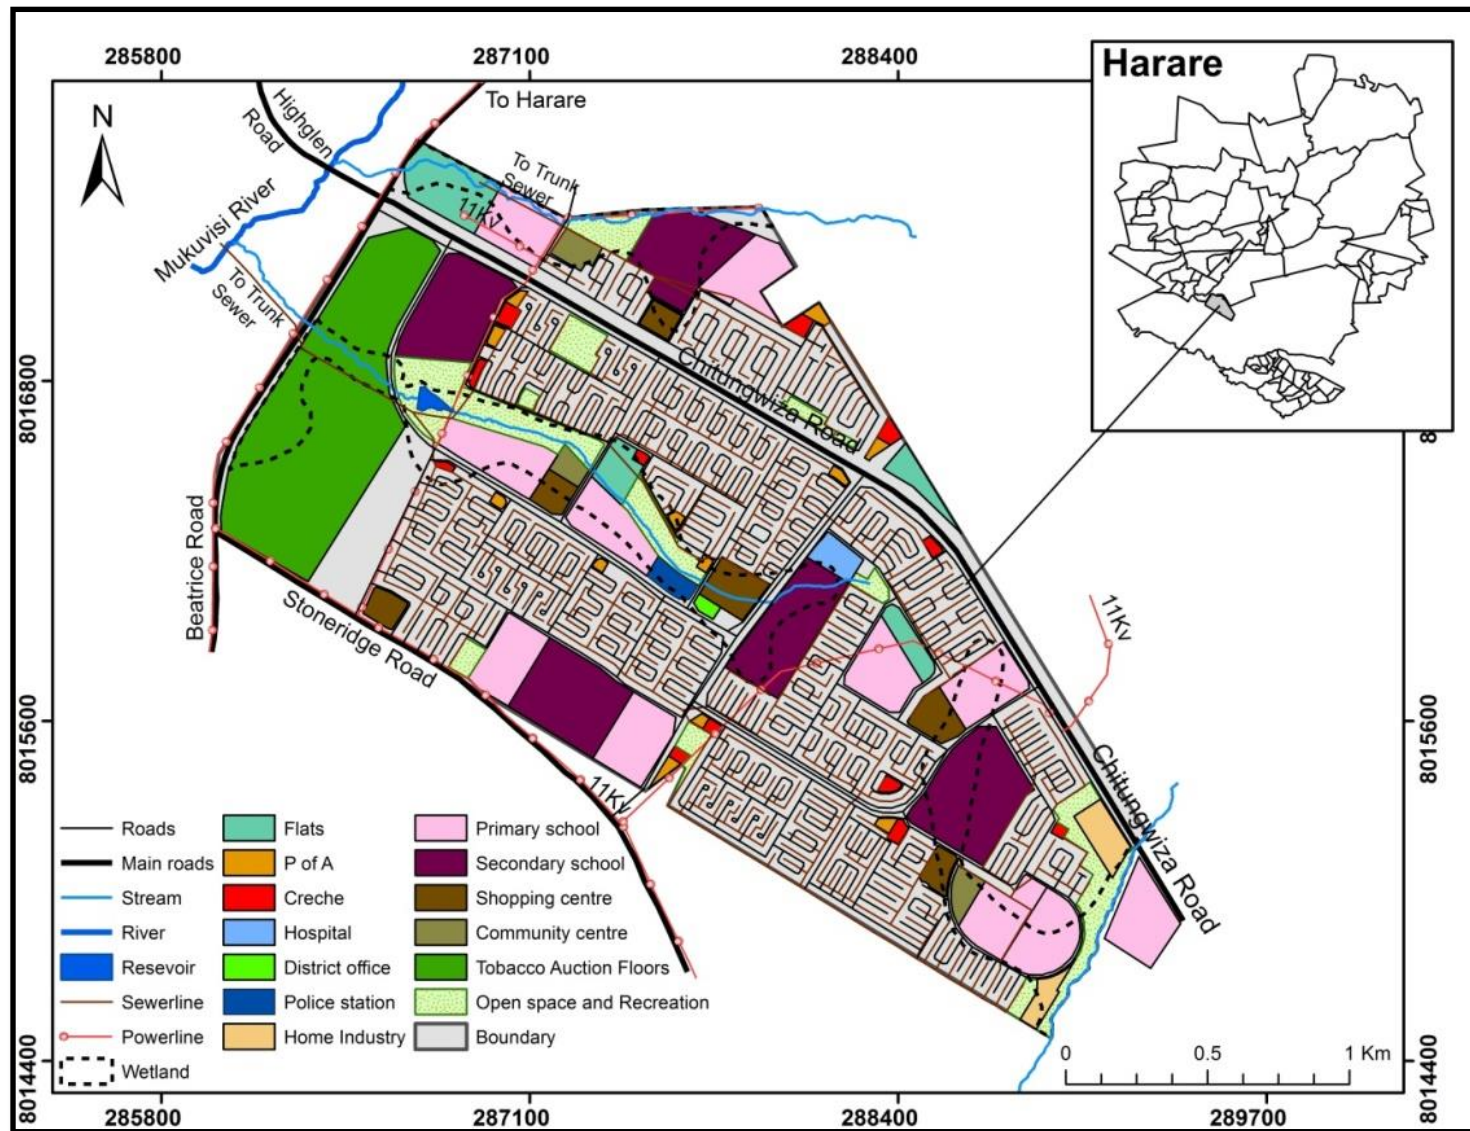 285800
287100
288400
Harare
N
Highglen
Road
To Harare
To Trunk
Sewer
11Kv
Mukuvisi River
To Trunk
Sewer
8016800
8
Chitungwiza Road
Beatrice Road
Stoneridge Road
11Kv
8015600
8015600
11Kv
Chitungwiza Road
Roads
Main roads
Stream
River
Resevoir
Sewerline
Powerline
Wetland
Flats
P of A
Creche
Hospital
District office
Police station
Home Industry
Primary school
Secondary school
Shopping centre
Community centre
Tobacco Auction Floors
Open space and Recreation
Boundary
0 0.5 1 Km
8014400
8014400
285800
287100
288400
289700